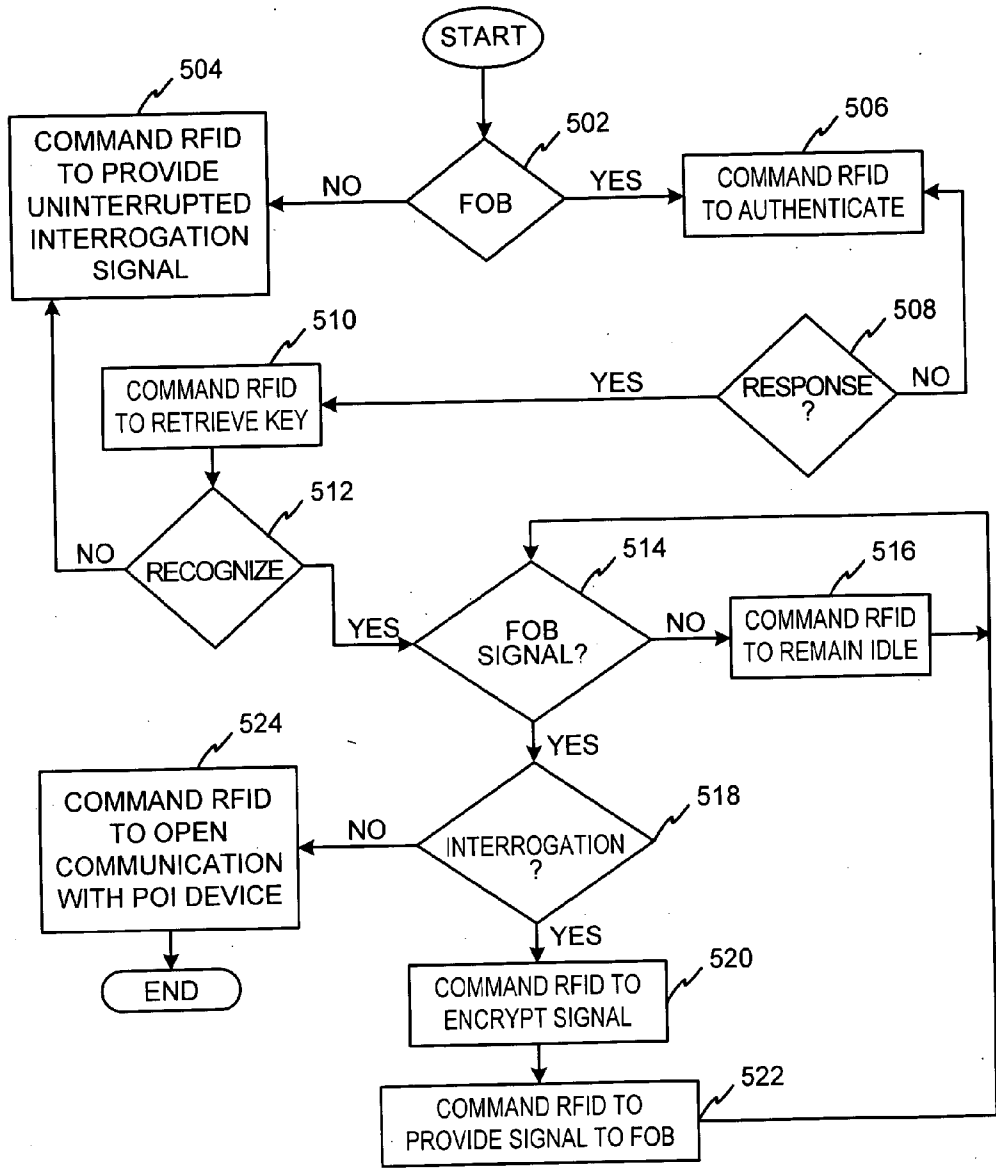 START
504
502
506
COMMAND RFID
TO PROVIDE
UNINTERRUPTED
INTERROGATION
SIGNAL
NO
FOB
YES
COMMAND RFID
TO AUTHENTICATE
510
508
COMMAND RFID
TO RETRIEVE KEY
YES
RESPONSE
?
NO
512
NO
RECOGNIZE
YES
514
FOB
SIGNAL?
NO
516
COMMAND RFID
TO REMAIN IDLE
YES
524
COMMAND RFID
TO OPEN
COMMUNICATION
WITH POI DEVICE
NO
518
INTERROGATION
?
YES
END
520
COMMAND RFID TO
ENCRYPT SIGNAL
522
COMMAND RFID TO
PROVIDE SIGNAL TO FOB